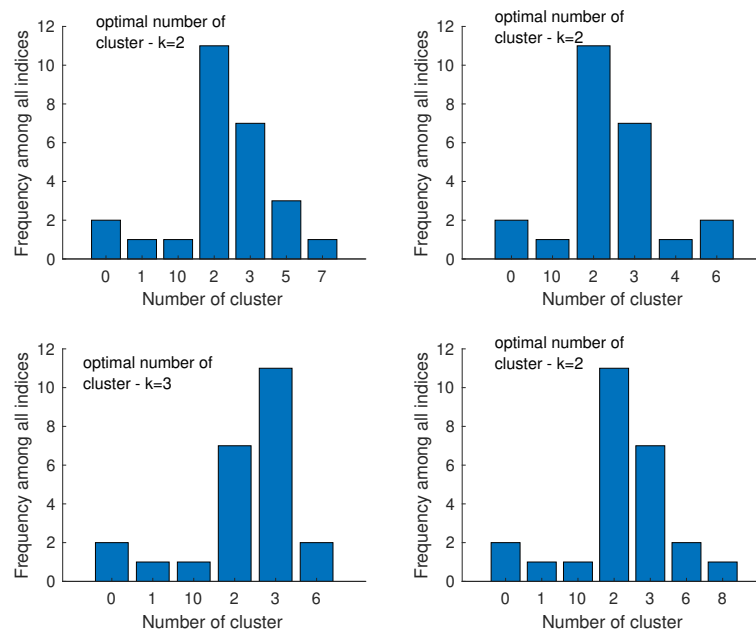 optimal number of
cluster - k=2
Frequency among all indices
12
10
8
6
4
2
0
0 1 10 2 3 5 7
Number of cluster
optimal number of
cluster - k=2
Frequency among all indices
12
10
8
6
4
2
0
0 10 2 3 4 6
Number of cluster
optimal number of
cluster - k=3
Frequency among all indices
12
10
8
6
4
2
0
0 1 10 2 3 6
Number of cluster
optimal number of
cluster - k=2
Frequency among all indices
12
10
8
6
4
2
0
0 1 10 2 3 6 8
Number of cluster